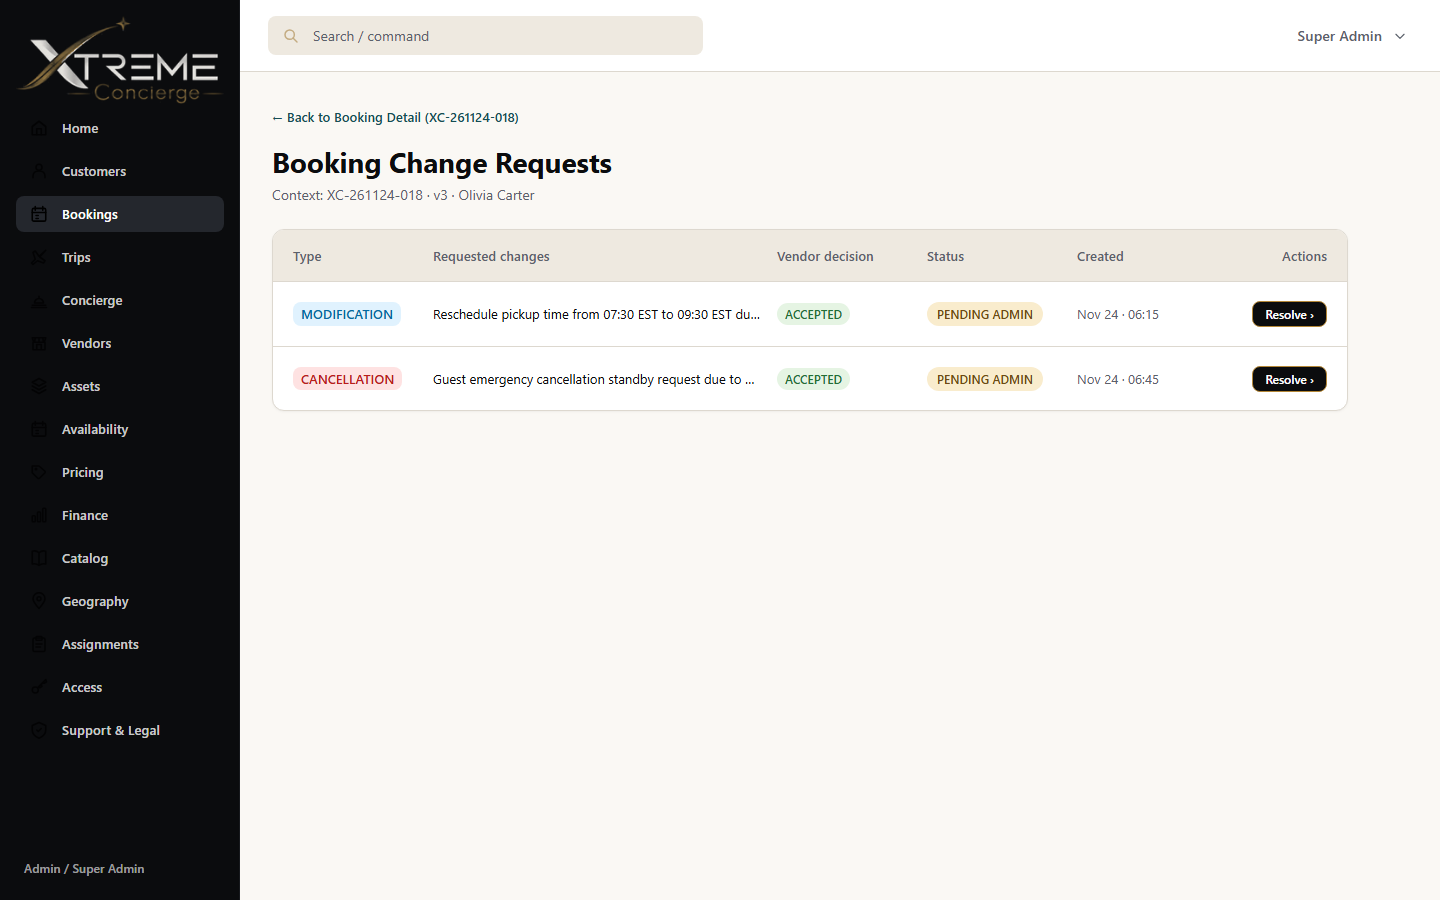 XTREME
Concierge
Home
Customers
Bookings
Trips
Concierge
Vendors
Assets
Availability
Pricing
Finance
Catalog
Geography
Assignments
Access
Support & Legal
Admin / Super Admin
Search / command
Super Admin
← Back to Booking Detail (XC-261124-018)
Booking Change Requests
Context: XC-261124-018 · v3 · Olivia Carter
Type Requested changes Vendor decision Status Created Actions
MODIFICATION Reschedule pickup time from 07:30 EST to 09:30 EST du... ACCEPTED PENDING ADMIN Nov 24 · 06:15 Resolve ›
CANCELLATION Guest emergency cancellation standby request due to ... ACCEPTED PENDING ADMIN Nov 24 · 06:45 Resolve ›